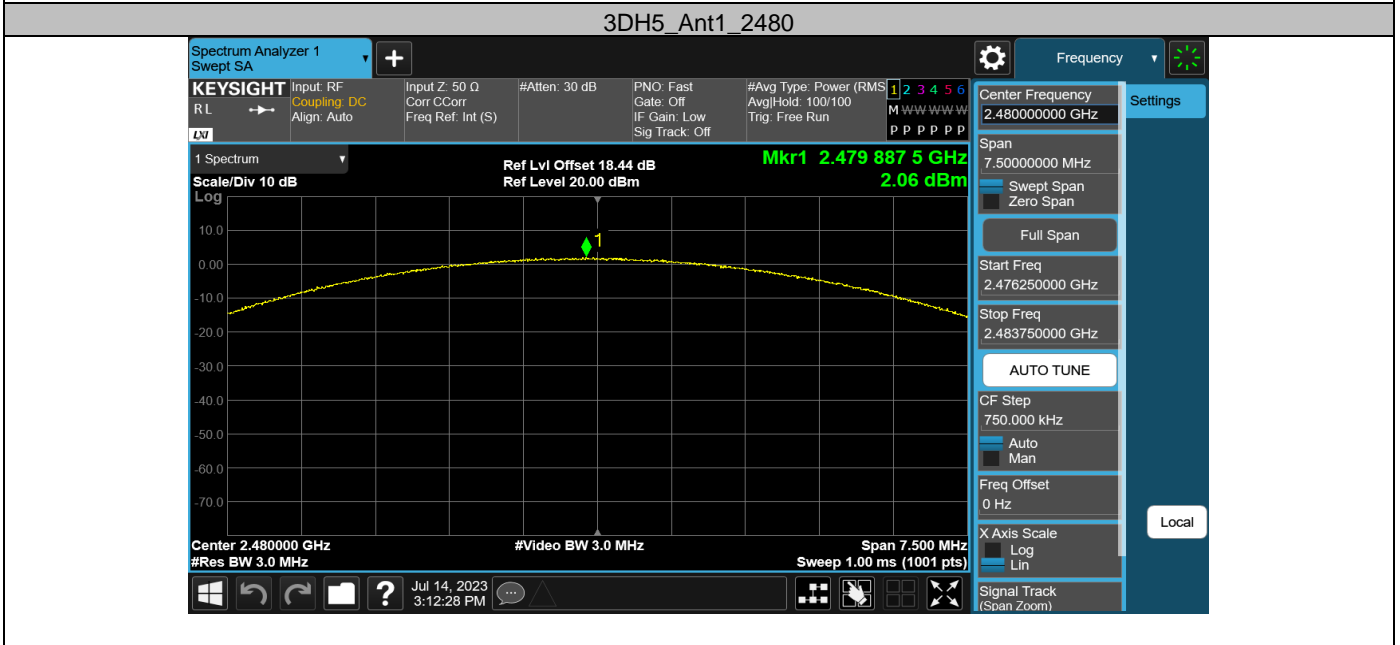 3DH5_Ant1_2480
Spectrum Analyzer 1
Swept SA
Frequency
KEYSIGHT
RL
LXI
Input: RF
Coupling: DC
Align: Auto
Input Z: 50 Ω
Corr CCorr
Freq Ref: Int (S)
#Atten: 30 dB
PNO: Fast
Gate: Off
IF Gain: Low
Sig Track: Off
#Avg Type: Power (RMS
Avg|Hold: 100/100
Trig: Free Run
1 2 3 4 5 6
M W W W W W
P P P P P P
1 Spectrum
Scale/Div 10 dB
Ref Lvl Offset 18.44 dB
Ref Level 20.00 dBm
Mkr1 2.479 887 5 GHz
2.06 dBm
Log
10.0
0.00
-10.0
-20.0
-30.0
-40.0
-50.0
-60.0
-70.0
1
Center 2.480000 GHz
#Video BW 3.0 MHz
Span 7.500 MHz
#Res BW 3.0 MHz
Sweep 1.00 ms (1001 pts)
Jul 14, 2023
3:12:28 PM
Center Frequency
2.480000000 GHz
Settings
Span
7.50000000 MHz
Swept Span
Zero Span
Full Span
Start Freq
2.476250000 GHz
Stop Freq
2.483750000 GHz
AUTO TUNE
CF Step
750.000 kHz
Auto
Man
Freq Offset
0 Hz
X Axis Scale
Log
Lin
Local
Signal Track
(Span Zoom)